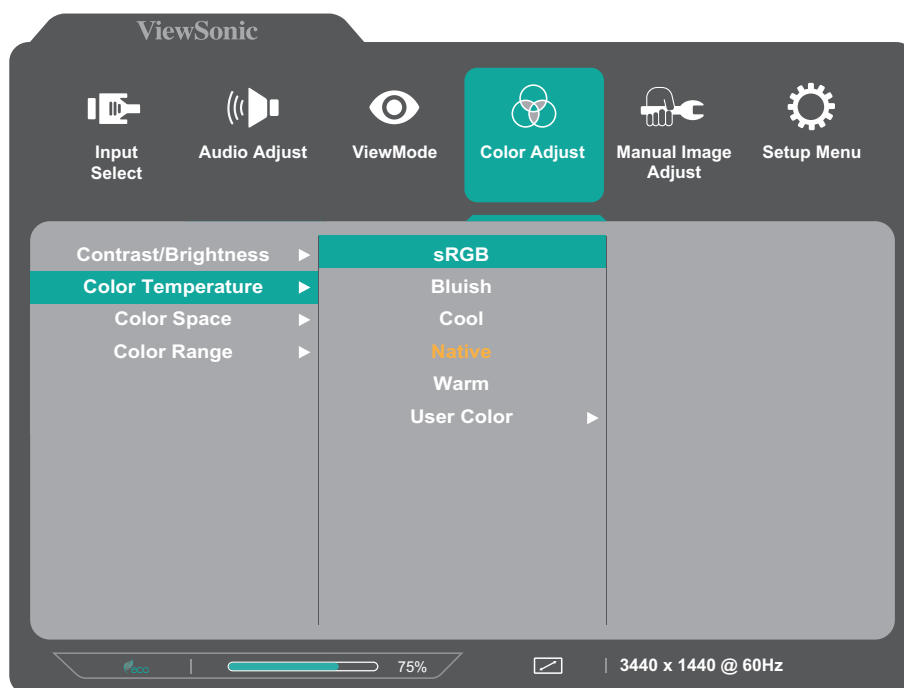 ViewSonic
Input
Select
Audio Adjust
ViewMode
Color Adjust
Manual Image
Adjust
Setup Menu
Contrast/Brightness
Color Temperature
Color Space
Color Range
sRGB
Bluish
Cool
Native
Warm
User Color
eco
75%
3440 x 1440 @ 60Hz